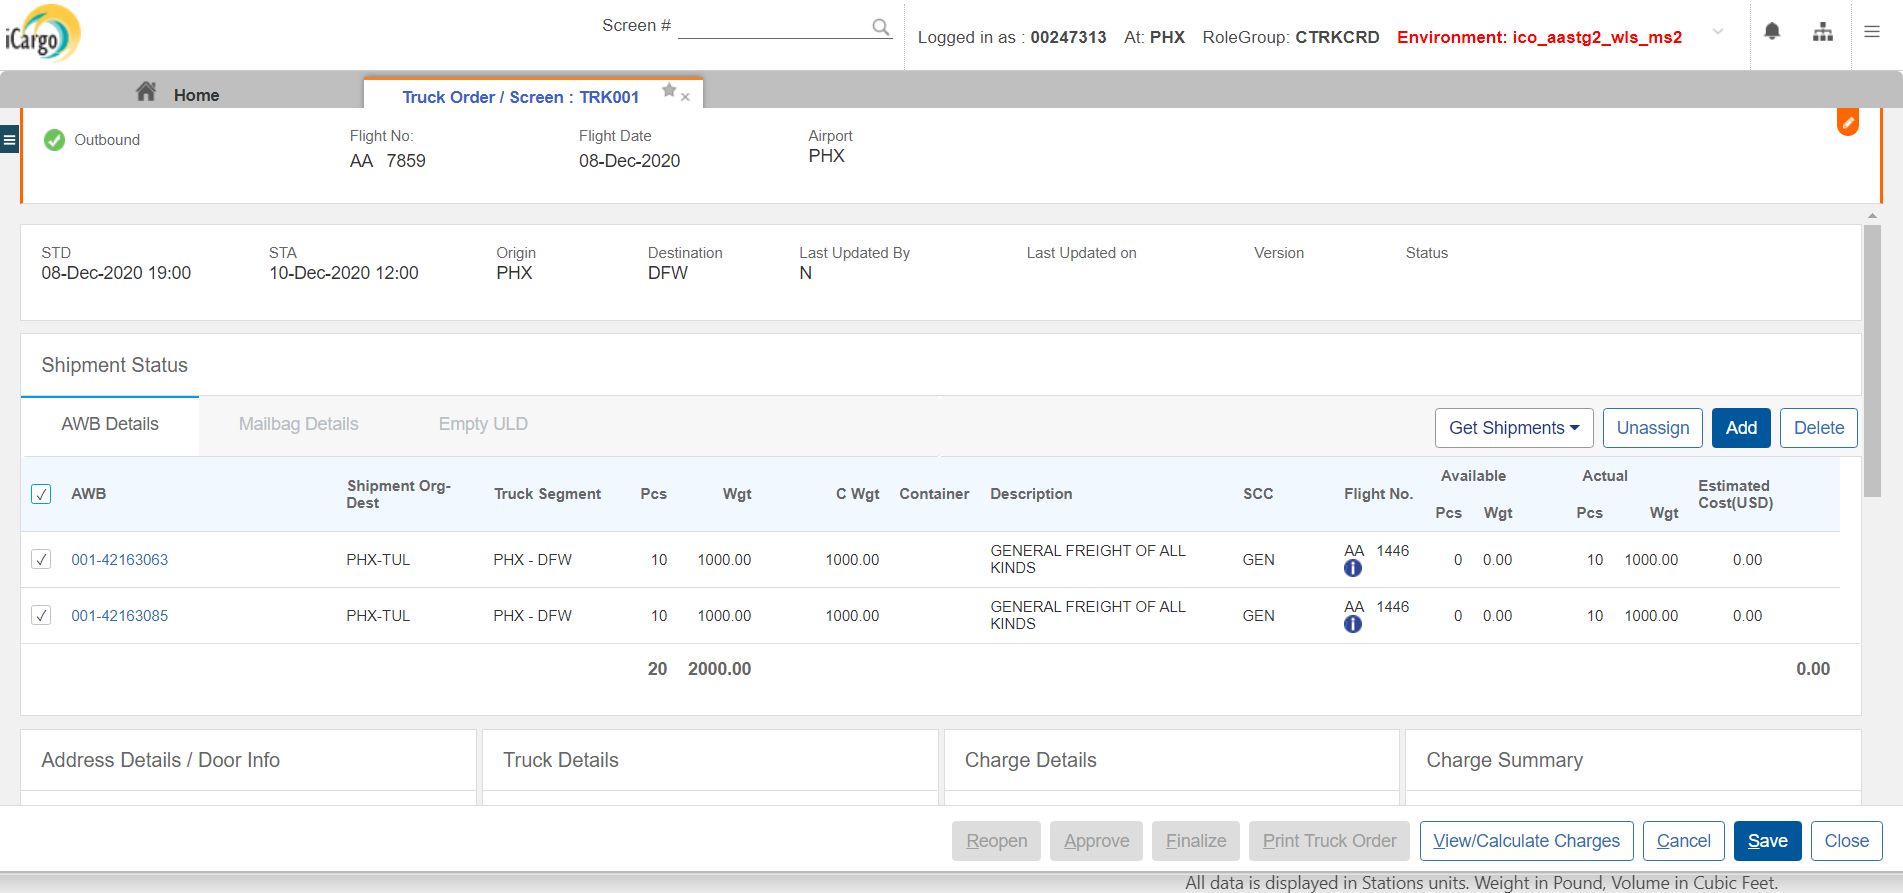 iCargo
Screen #
Logged in as : 00247313 At: PHX RoleGroup: CTRKCRD Environment: ico_aastg2_wls_ms2
Home
Truck Order / Screen : TRK001
Outbound
Flight No:
AA 7859
Flight Date
08-Dec-2020
Airport
PHX
STD
08-Dec-2020 19:00
STA
10-Dec-2020 12:00
Origin
PHX
Destination
DFW
Last Updated By
N
Last Updated on
Version
Status
Shipment Status
AWB Details Mailbag Details Empty ULD
Get Shipments Unassign Add Delete
AWB
Shipment Org-
Dest
Truck Segment Pcs Wgt C Wgt Container Description SCC Flight No.
Available
Pcs Wgt
Actual
Pcs Wgt
Estimated
Cost(USD)
001-42163063 PHX-TUL PHX - DFW 10 1000.00 1000.00
GENERAL FREIGHT OF ALL
KINDS
GEN
AA 1446
0 0.00 10 1000.00 0.00
001-42163085 PHX-TUL PHX - DFW 10 1000.00 1000.00
GENERAL FREIGHT OF ALL
KINDS
GEN
AA 1446
0 0.00 10 1000.00 0.00
20 2000.00 0.00
Address Details / Door Info
Truck Details
Charge Details
Charge Summary
Reopen Approve Finalize Print Truck Order View/Calculate Charges Cancel Save Close
All data is displayed in Stations units. Weight in Pound, Volume in Cubic Feet.